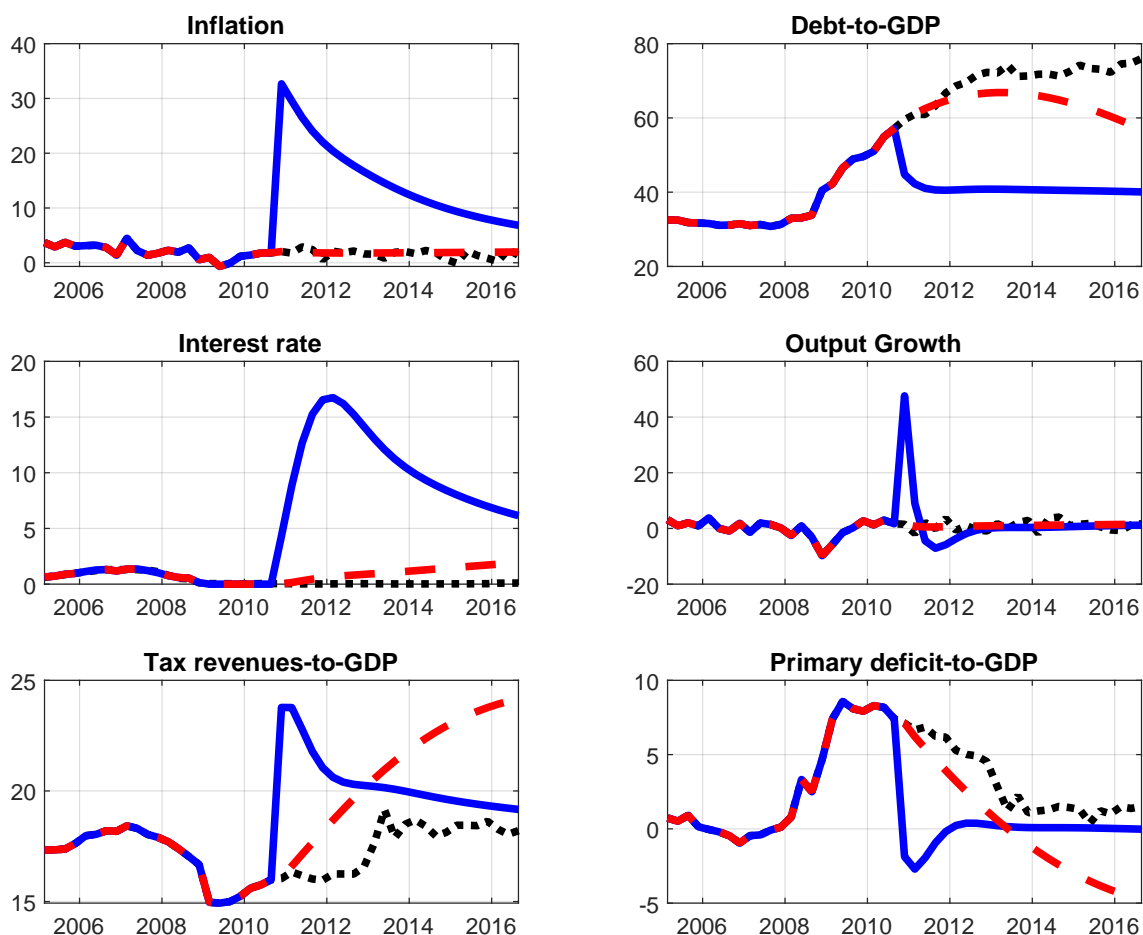 Inflation
40
30
20
10
0
2006 2008 2010 2012 2014 2016
Debt-to-GDP
80
60
40
20
2006 2008 2010 2012 2014 2016
Interest rate
20
15
10
5
0
2006 2008 2010 2012 2014 2016
Output Growth
60
40
20
0
-20
2006 2008 2010 2012 2014 2016
Tax revenues-to-GDP
25
20
15
2006 2008 2010 2012 2014 2016
Primary deficit-to-GDP
10
5
0
-5
2006 2008 2010 2012 2014 2016